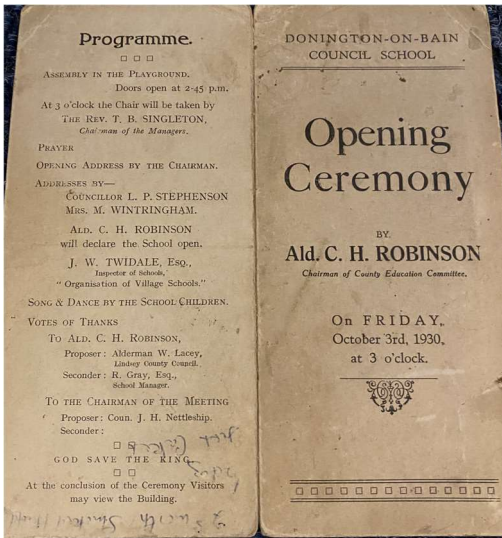 Programme.
ASSEMBLY IN THE PLAYGROUND.
Doors open at 2-45 p.m.
At 3 o'clock the Chair will be taken by
THE REV. T. B. SINGLETON,
Chairman of the Managers.
PRAYER
OPENING ADDRESS BY THE CHAIRMAN.
ADDRESSES BY—
COUNCILLOR L. P. STEPHENSON
MRS. M. WINTRINGHAM.
ALD. C. H. ROBINSON
will declare the School open.
J. W. TWIDALE, ESQ.,
Inspector of Schools,
"Organisation of Village Schools."
SONG & DANCE BY THE SCHOOL CHILDREN.
VOTES OF THANKS
TO ALD. C. H. ROBINSON,
Proposer: Alderman W. Lacey,
Lindsey County Council.
Seconder: R. Gray, Esq.,
School Manager.
TO THE CHAIRMAN OF THE MEETING
Proposer: Coun. J. H. Nettleship.
Seconder:
GOD SAVE THE KING.
At the conclusion of the Ceremony Visitors
may view the Building.
DONINGTON-ON-BAIN
COUNCIL SCHOOL
Opening
Ceremony
BY
Ald. C. H. ROBINSON
Chairman of County Education Committee.
On FRIDAY,
October 3rd, 1930,
at 3 o'clock.